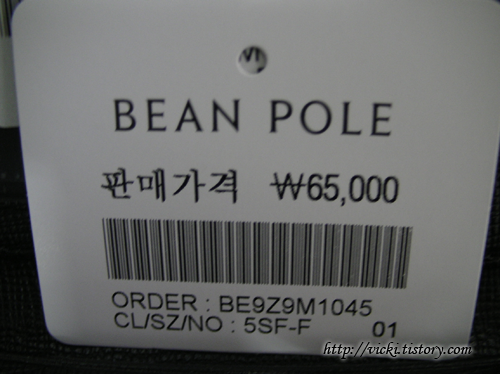 BEAN POLE
판매가격 ₩65,000
ORDER : BE9Z9M1045
CL/SZ/NO : 5SF-F 01
http://vicki.tistory.com